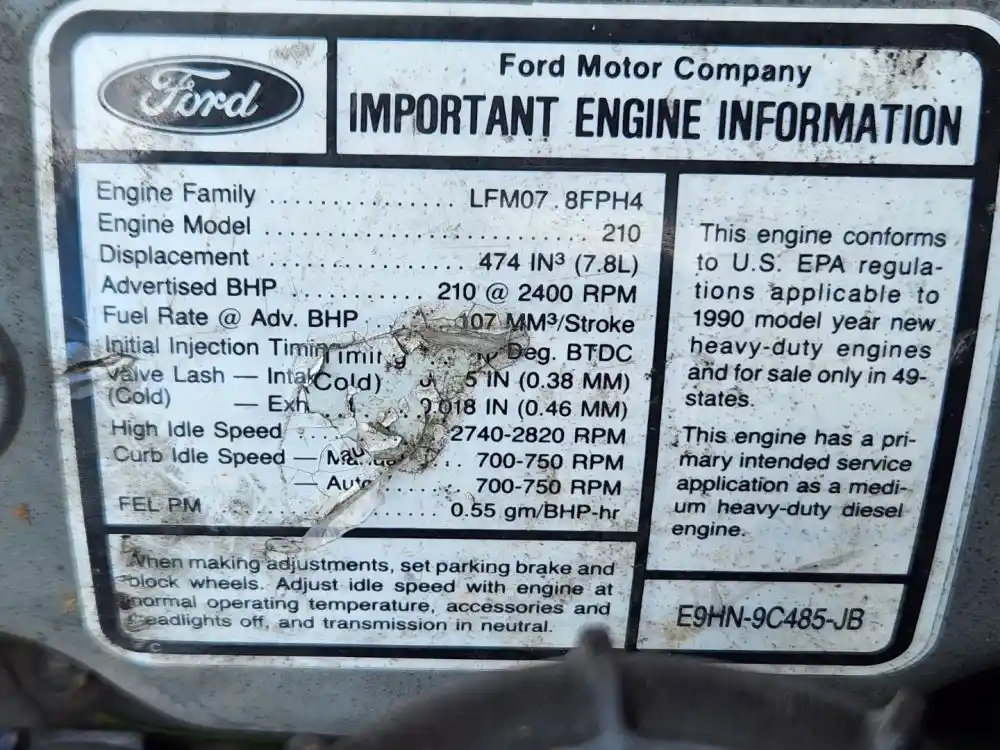 Ford
Ford Motor Company
IMPORTANT ENGINE INFORMATION
Engine Family ............... LFM07.8FPH4
Engine Model ............................ 210
Displacement ............... 474 IN³ (7.8L)
Advertised BHP ............ 210 @ 2400 RPM
Fuel Rate @ Adv. BHP . 107 MM³/Stroke
Initial Injection Timing Deg. BTDC
Valve Lash — IN (0.38 MM)
(Cold) — Exh 0.018 IN (0.46 MM)
High Idle Speed .... 2740-2820 RPM
Curb Idle Speed — .. 700-750 RPM
— Auto ...... 700-750 RPM
FEL PM ........ 0.55 gm/BHP-hr
When making adjustments, set parking brake and
block wheels. Adjust idle speed with engine at
normal operating temperature, accessories and
headlights off, and transmission in neutral.
C
This engine conforms
to U.S. EPA regula-
tions applicable to
1990 model year new
heavy-duty engines
and for sale only in 49-
states.
This engine has a pri-
mary intended service
application as a medi-
um heavy-duty diesel
engine.
E9HN-9C485-JB